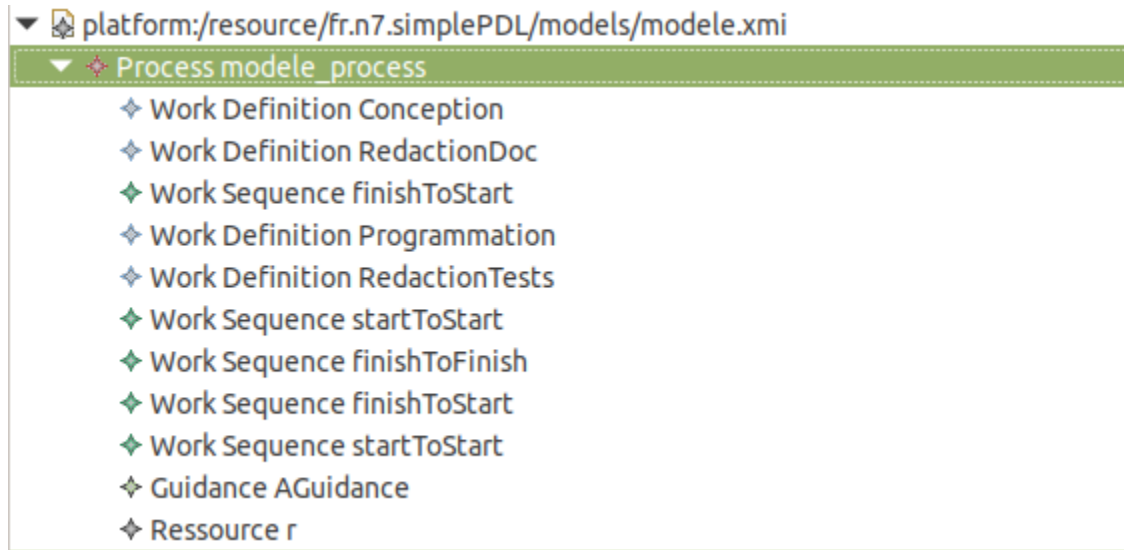 platform:/resource/fr.n7.simplePDL/models/modele.xmi
Process modele_process
Work Definition Conception
Work Definition RedactionDoc
Work Sequence finishToStart
Work Definition Programmation
Work Definition RedactionTests
Work Sequence startToStart
Work Sequence finishToFinish
Work Sequence finishToStart
Work Sequence startToStart
Guidance AGuidance
Ressource r